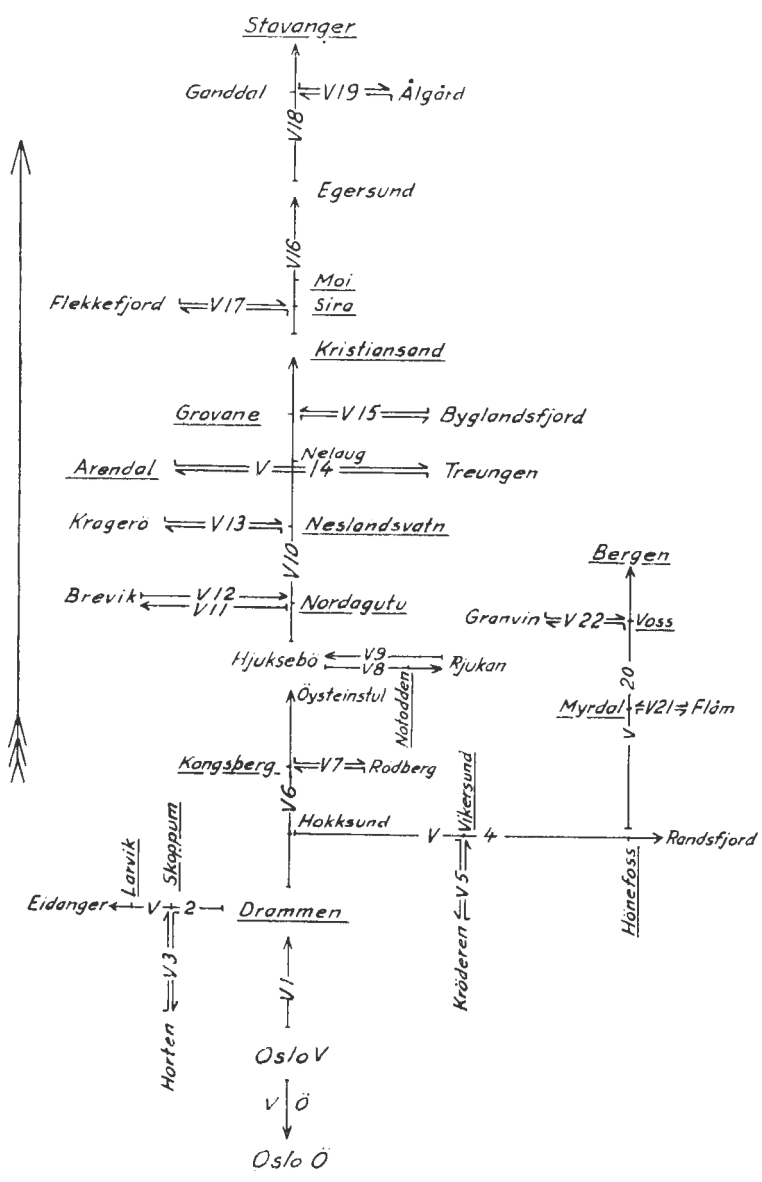 Stavanger
Ganddal V19 Ålgård
V18
Egersund
V16
Moi
Flekkefjord V17 Sira
Kristiansand
Grovane V15 Byglandsfjord
Nelaug
Arendal V 14 Treungen
Kragerö V13 Neslandsvatn
V10
Bergen
Brevik V12 Nordagutu
V11
Granvin V22 Voss
Hjuksebö V9 Rjukan
V8
20
Öysteinstul
Notodden
Myrdal V21 Flåm
V
Kongsberg V7 Rödberg
V6
Vikersund
Hokksund V 4 Randsfjord
Larvik
Skoppum
V5
Hönefoss
Eidanger V 2 Drammen
Kröderen
V3
V1
Horten
Oslo V
V Ö
Oslo Ö